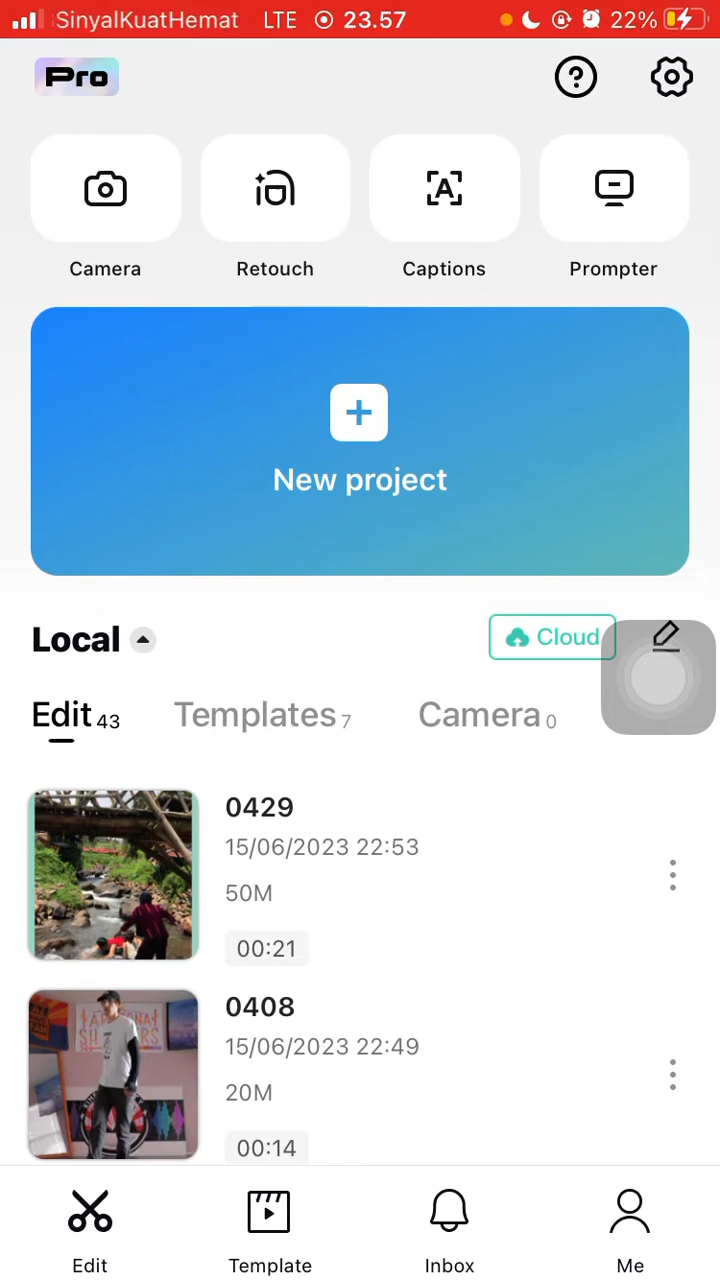 SinyalKuatHemat LTE 23.57 22%
Pro
Camera Retouch Captions Prompter
New project
Local Cloud
Edit 43 Templates 7 Camera 0
0429
15/06/2023 22:53
50M
00:21
0408
15/06/2023 22:49
20M
00:14
Edit Template Inbox Me